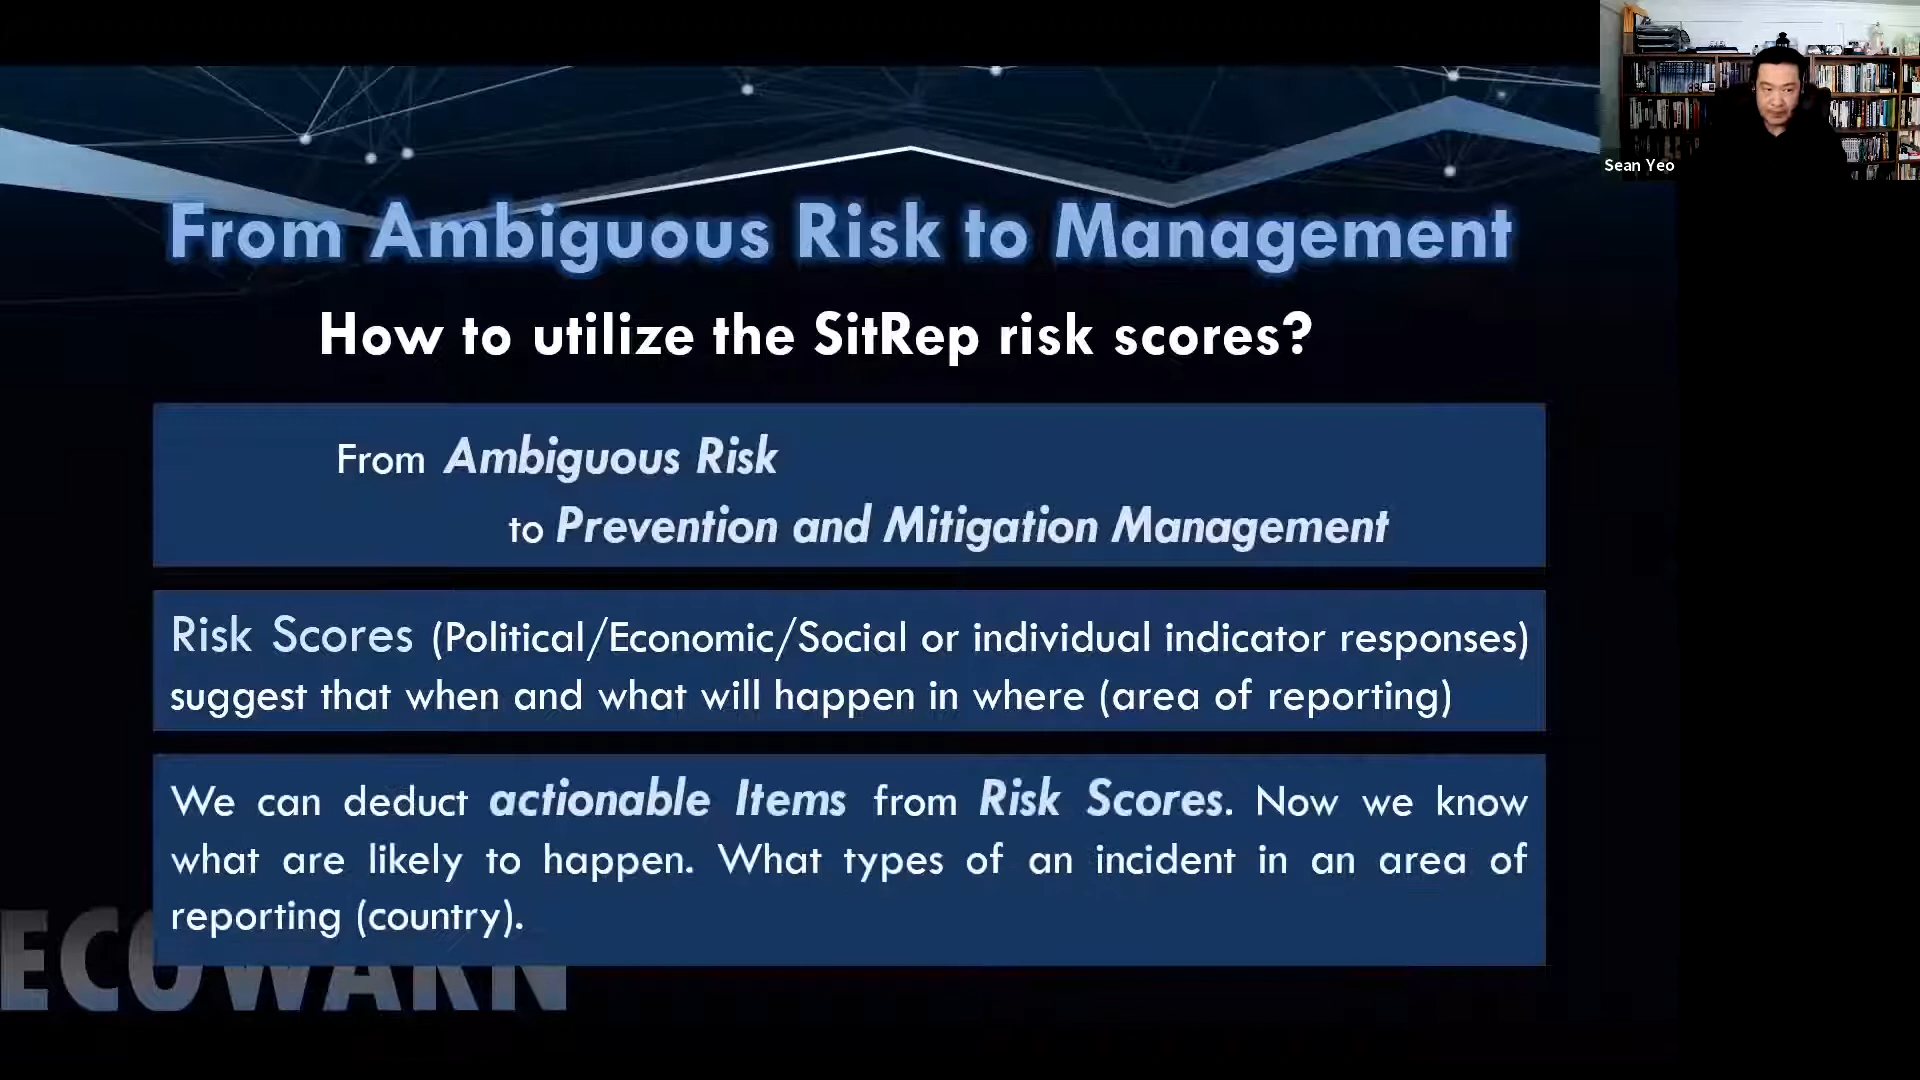 From Ambiguous Risk to Management
How to utilize the SitRep risk scores?
From Ambiguous Risk
to Prevention and Mitigation Management
Risk Scores (Political/Economic/Social or individual indicator responses)
suggest that when and what will happen in where (area of reporting)
We can deduct actionable Items from Risk Scores. Now we know
what are likely to happen. What types of an incident in an area of
reporting (country).
ECOWARN
Sean Yeo